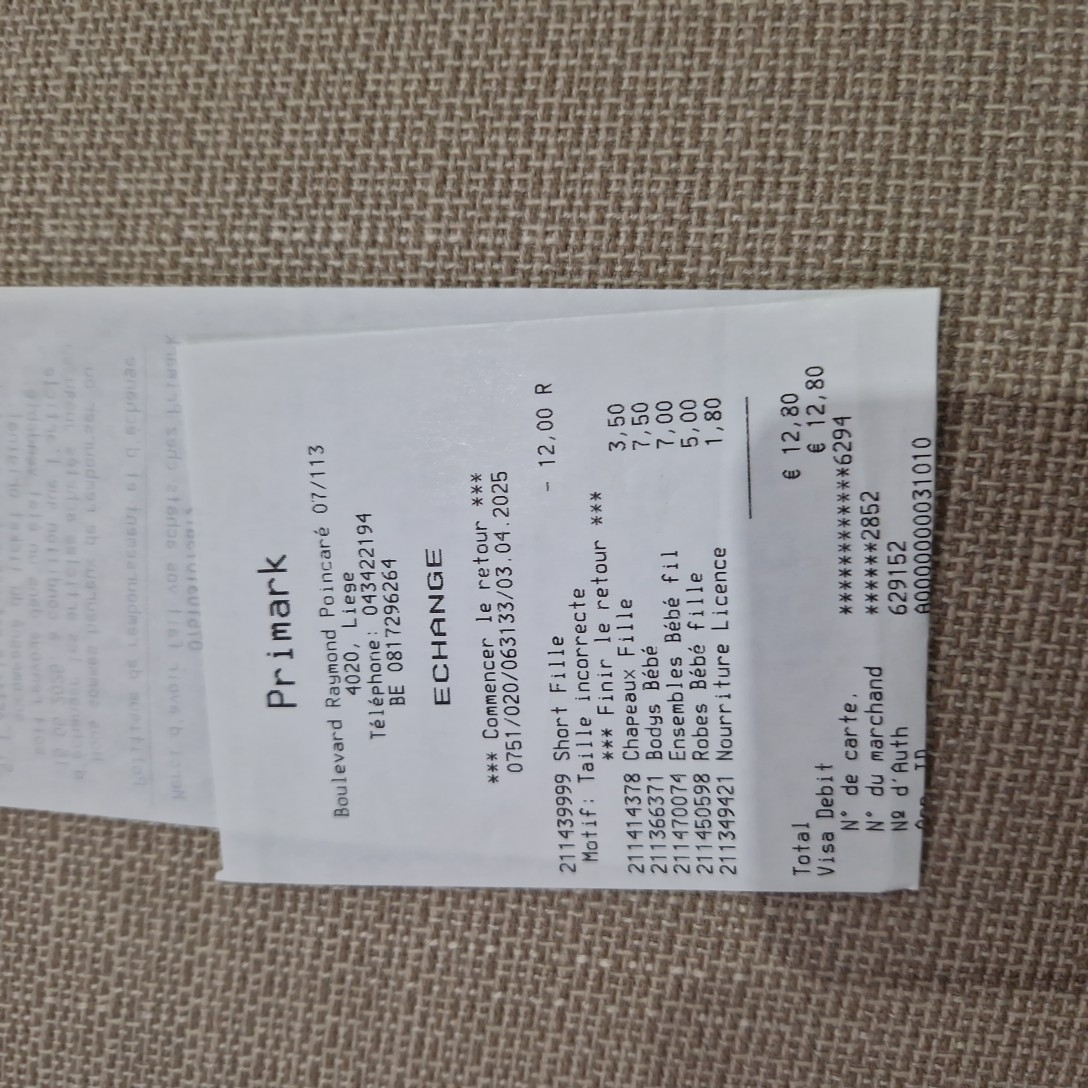 Primark
Boulevard Raymond Poincaré 07/113
4020, Liege
Téléphone: 043422194
BE 0817296264
ECHANGE
*** Commencer le retour ***
0751/020/063133/03.04.2025
211439999 Short Fille - 12,00 R
Motif: Taille incorrecte
*** Finir le retour ***
211414378 Chapeaux Fille 3,50
211366371 Bodys Bébé 7,50
211470074 Ensembles Bébé fil 7,00
211450598 Robes Bébé fille 5,00
211349421 Nourriture Licence 1,80
Total € 12,80
Visa Debit € 12,80
N° de carte. ************6294
N° du marchand ******2852
Nº d'Auth 629152
A0000000031010